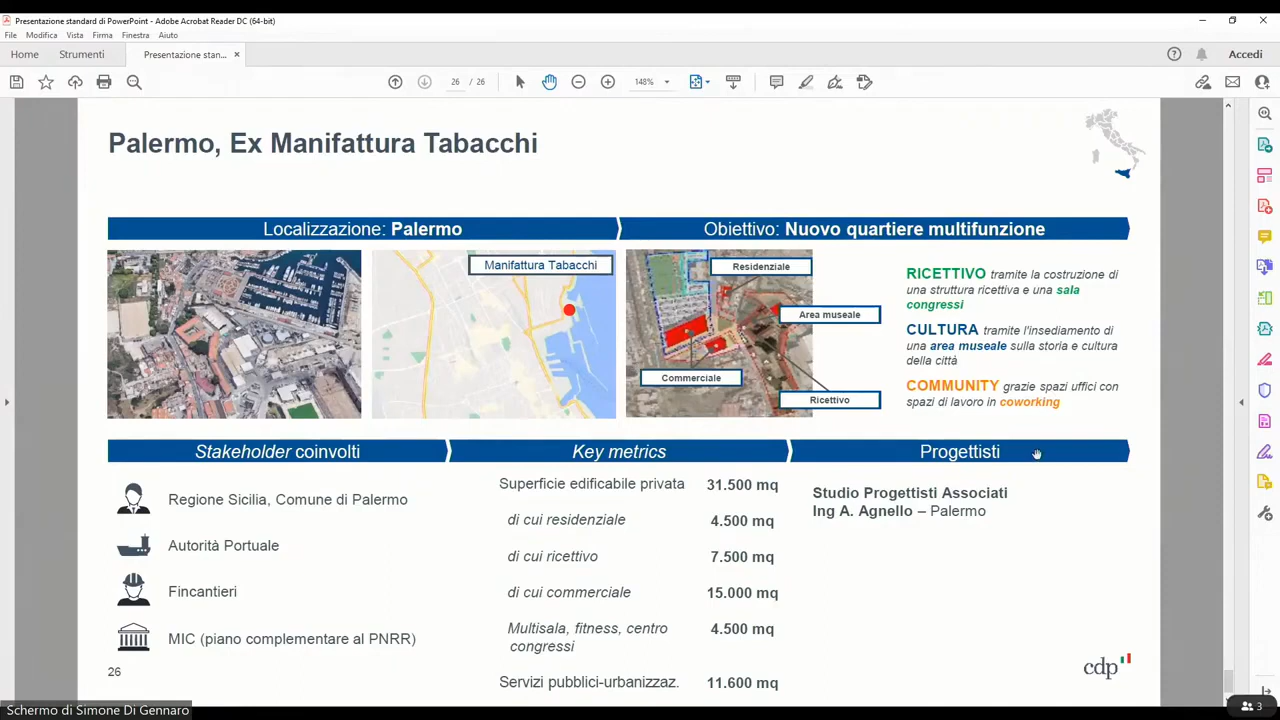 Presentazione standard di PowerPoint - Adobe Acrobat Reader DC (64-bit)
File Modifica Vista Firma Finestra Aiuto
Home Strumenti Presentazione stan... × Accedi
26 / 26 148%
Palermo, Ex Manifattura Tabacchi
Localizzazione: Palermo
Obiettivo: Nuovo quartiere multifunzione
Manifattura Tabacchi
Residenziale
Area museale
Commerciale
Ricettivo
RICETTIVO tramite la costruzione di
una struttura ricettiva e una sala
congressi
CULTURA tramite l'insediamento di
una area museale sulla storia e cultura
della città
COMMUNITY grazie spazi uffici con
spazi di lavoro in coworking
Stakeholder coinvolti
Key metrics
Progettisti
Regione Sicilia, Comune di Palermo
Autorità Portuale
Fincantieri
MIC (piano complementare al PNRR)
Superficie edificabile privata 31.500 mq
di cui residenziale 4.500 mq
di cui ricettivo 7.500 mq
di cui commerciale 15.000 mq
Multisala, fitness, centro 4.500 mq
congressi
Servizi pubblici-urbanizzaz. 11.600 mq
Studio Progettisti Associati
Ing A. Agnello – Palermo
26
cdp
Schermo di Simone Di Gennaro
3